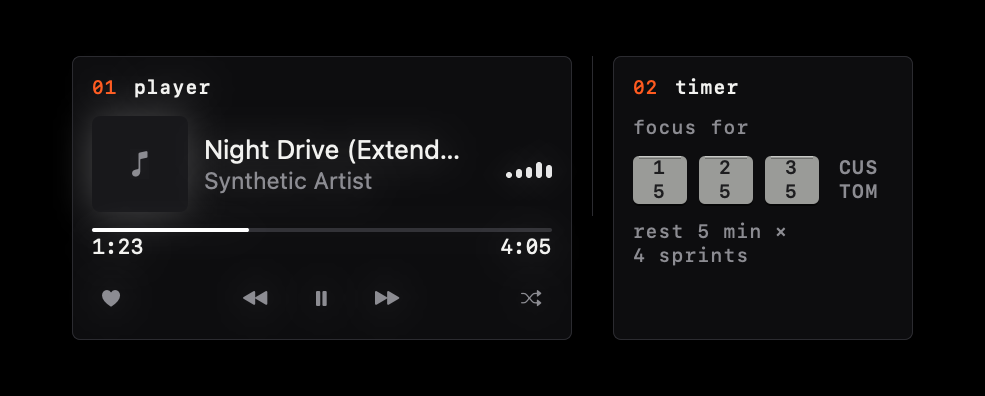 01 player
Night Drive (Extend...
Synthetic Artist
1:23 4:05
02 timer
focus for
1 2 3 CUS
5 5 5 TOM
rest 5 min ×
4 sprints